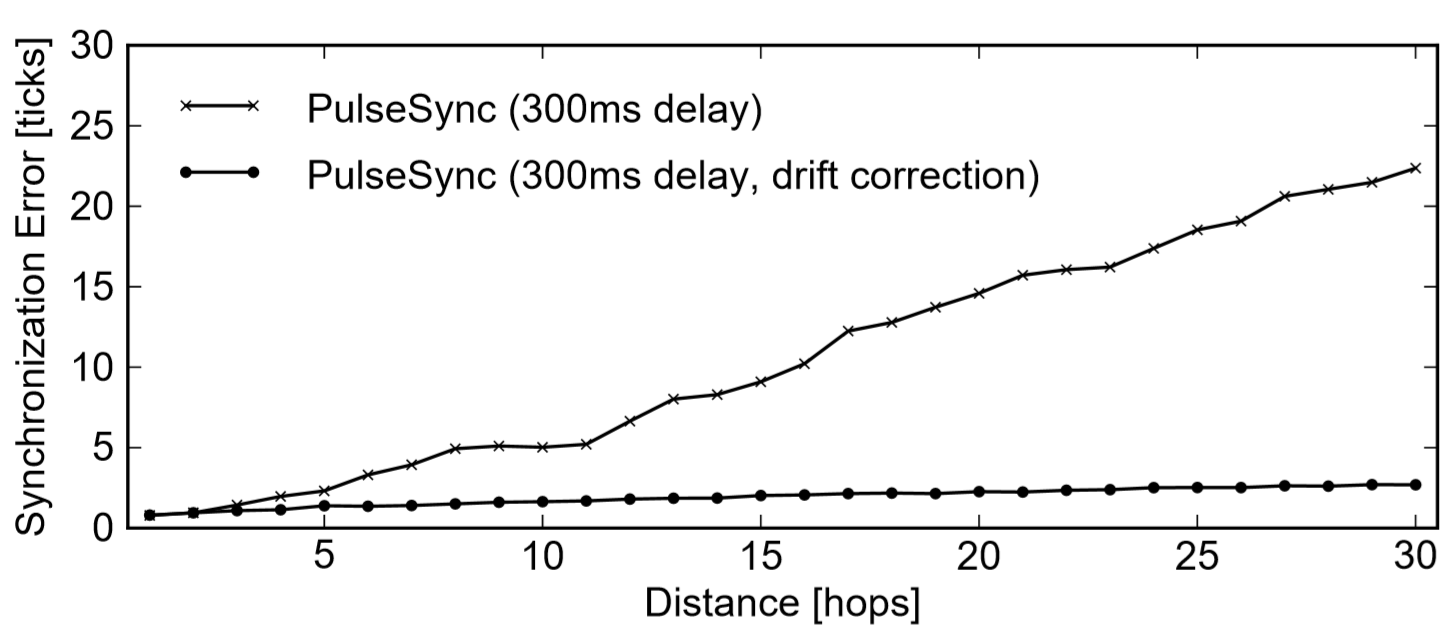 Synchronization Error [ticks]
30
25
20
15
10
5
0
PulseSync (300ms delay)
PulseSync (300ms delay, drift correction)
5 10 15 20 25 30
Distance [hops]